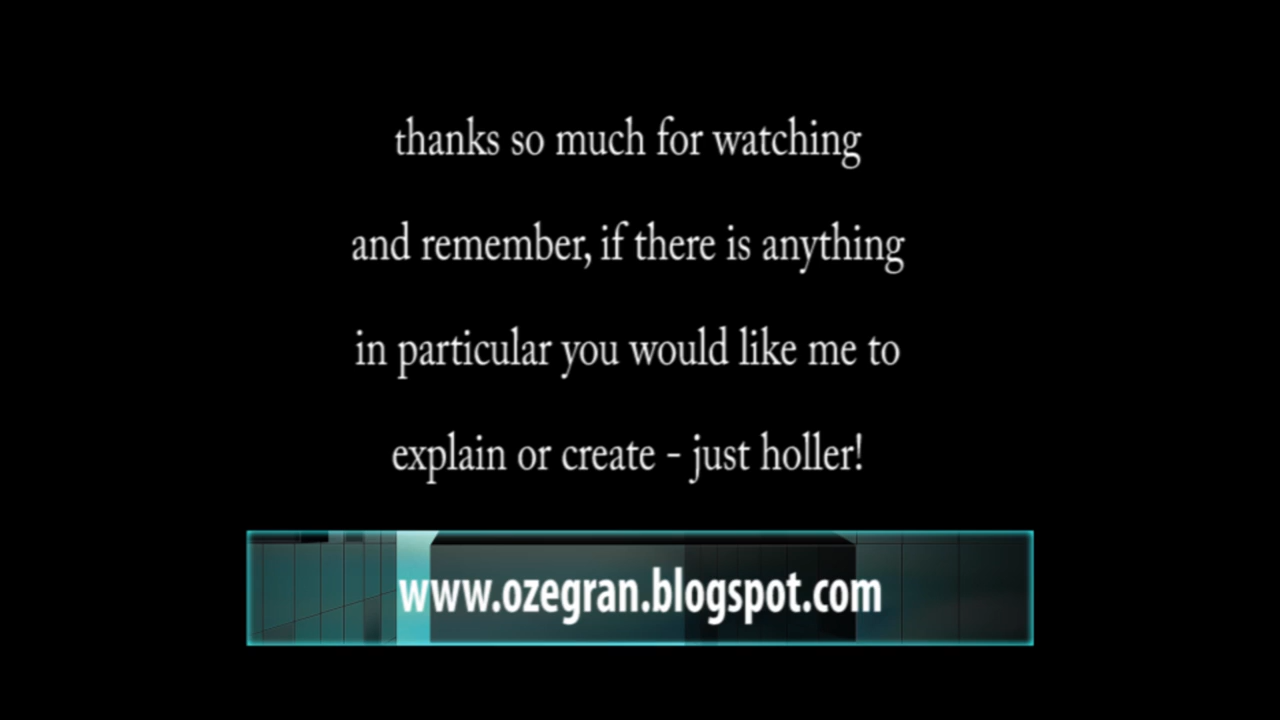 thanks so much for watching
and remember, if there is anything
in particular you would like me to
explain or create - just holler!
www.ozegran.blogspot.com